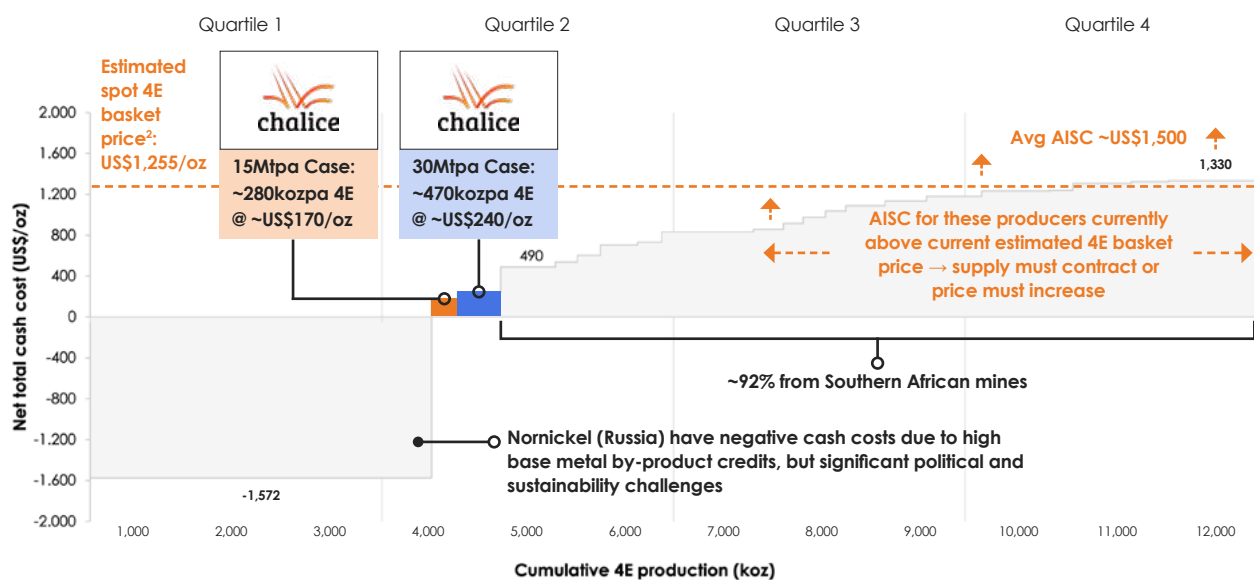 Quartile 1
Quartile 2
Quartile 3
Quartile 4
Estimated
spot 4E
basket
price²:
US$1,255/oz
chalice
15Mtpa Case:
~280kozpa 4E
@ ~US$170/oz
chalice
30Mtpa Case:
~470kozpa 4E
@ ~US$240/oz
Avg AISC ~US$1,500
1,330
AISC for these producers currently
above current estimated 4E basket
price → supply must contract or
price must increase
490
~92% from Southern African mines
Nornickel (Russia) have negative cash costs due to high
base metal by-product credits, but significant political and
sustainability challenges
-1,572
Net total cash cost (US$/oz)
2.000
1.600
1.200
800
400
0
-400
-800
-1.200
-1.600
-2.000
1,000
2,000
3,000
4,000
5,000
6,000
7,000
8,000
9,000
10,000
11,000
12,000
Cumulative 4E production (koz)